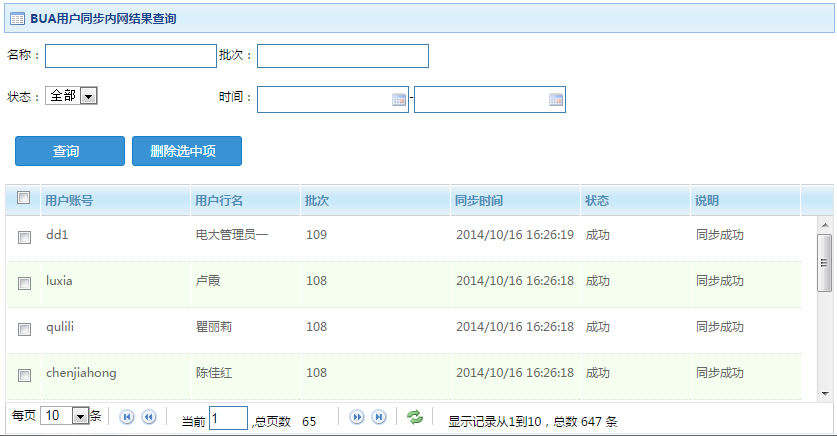 BUA用户同步内网结果查询
名称： 批次：
状态： 全部 时间： -
查询 删除选中项
用户账号 用户行名 批次 同步时间 状态 说明
dd1 电大管理员一 109 2014/10/16 16:26:19 成功 同步成功
luxia 卢霞 108 2014/10/16 16:26:18 成功 同步成功
qulili 瞿丽莉 108 2014/10/16 16:26:18 成功 同步成功
chenjiahong 陈佳红 108 2014/10/16 16:26:18 成功 同步成功
每页 10 条 当前 1 ,总页数 65 显示记录从1到10，总数 647 条